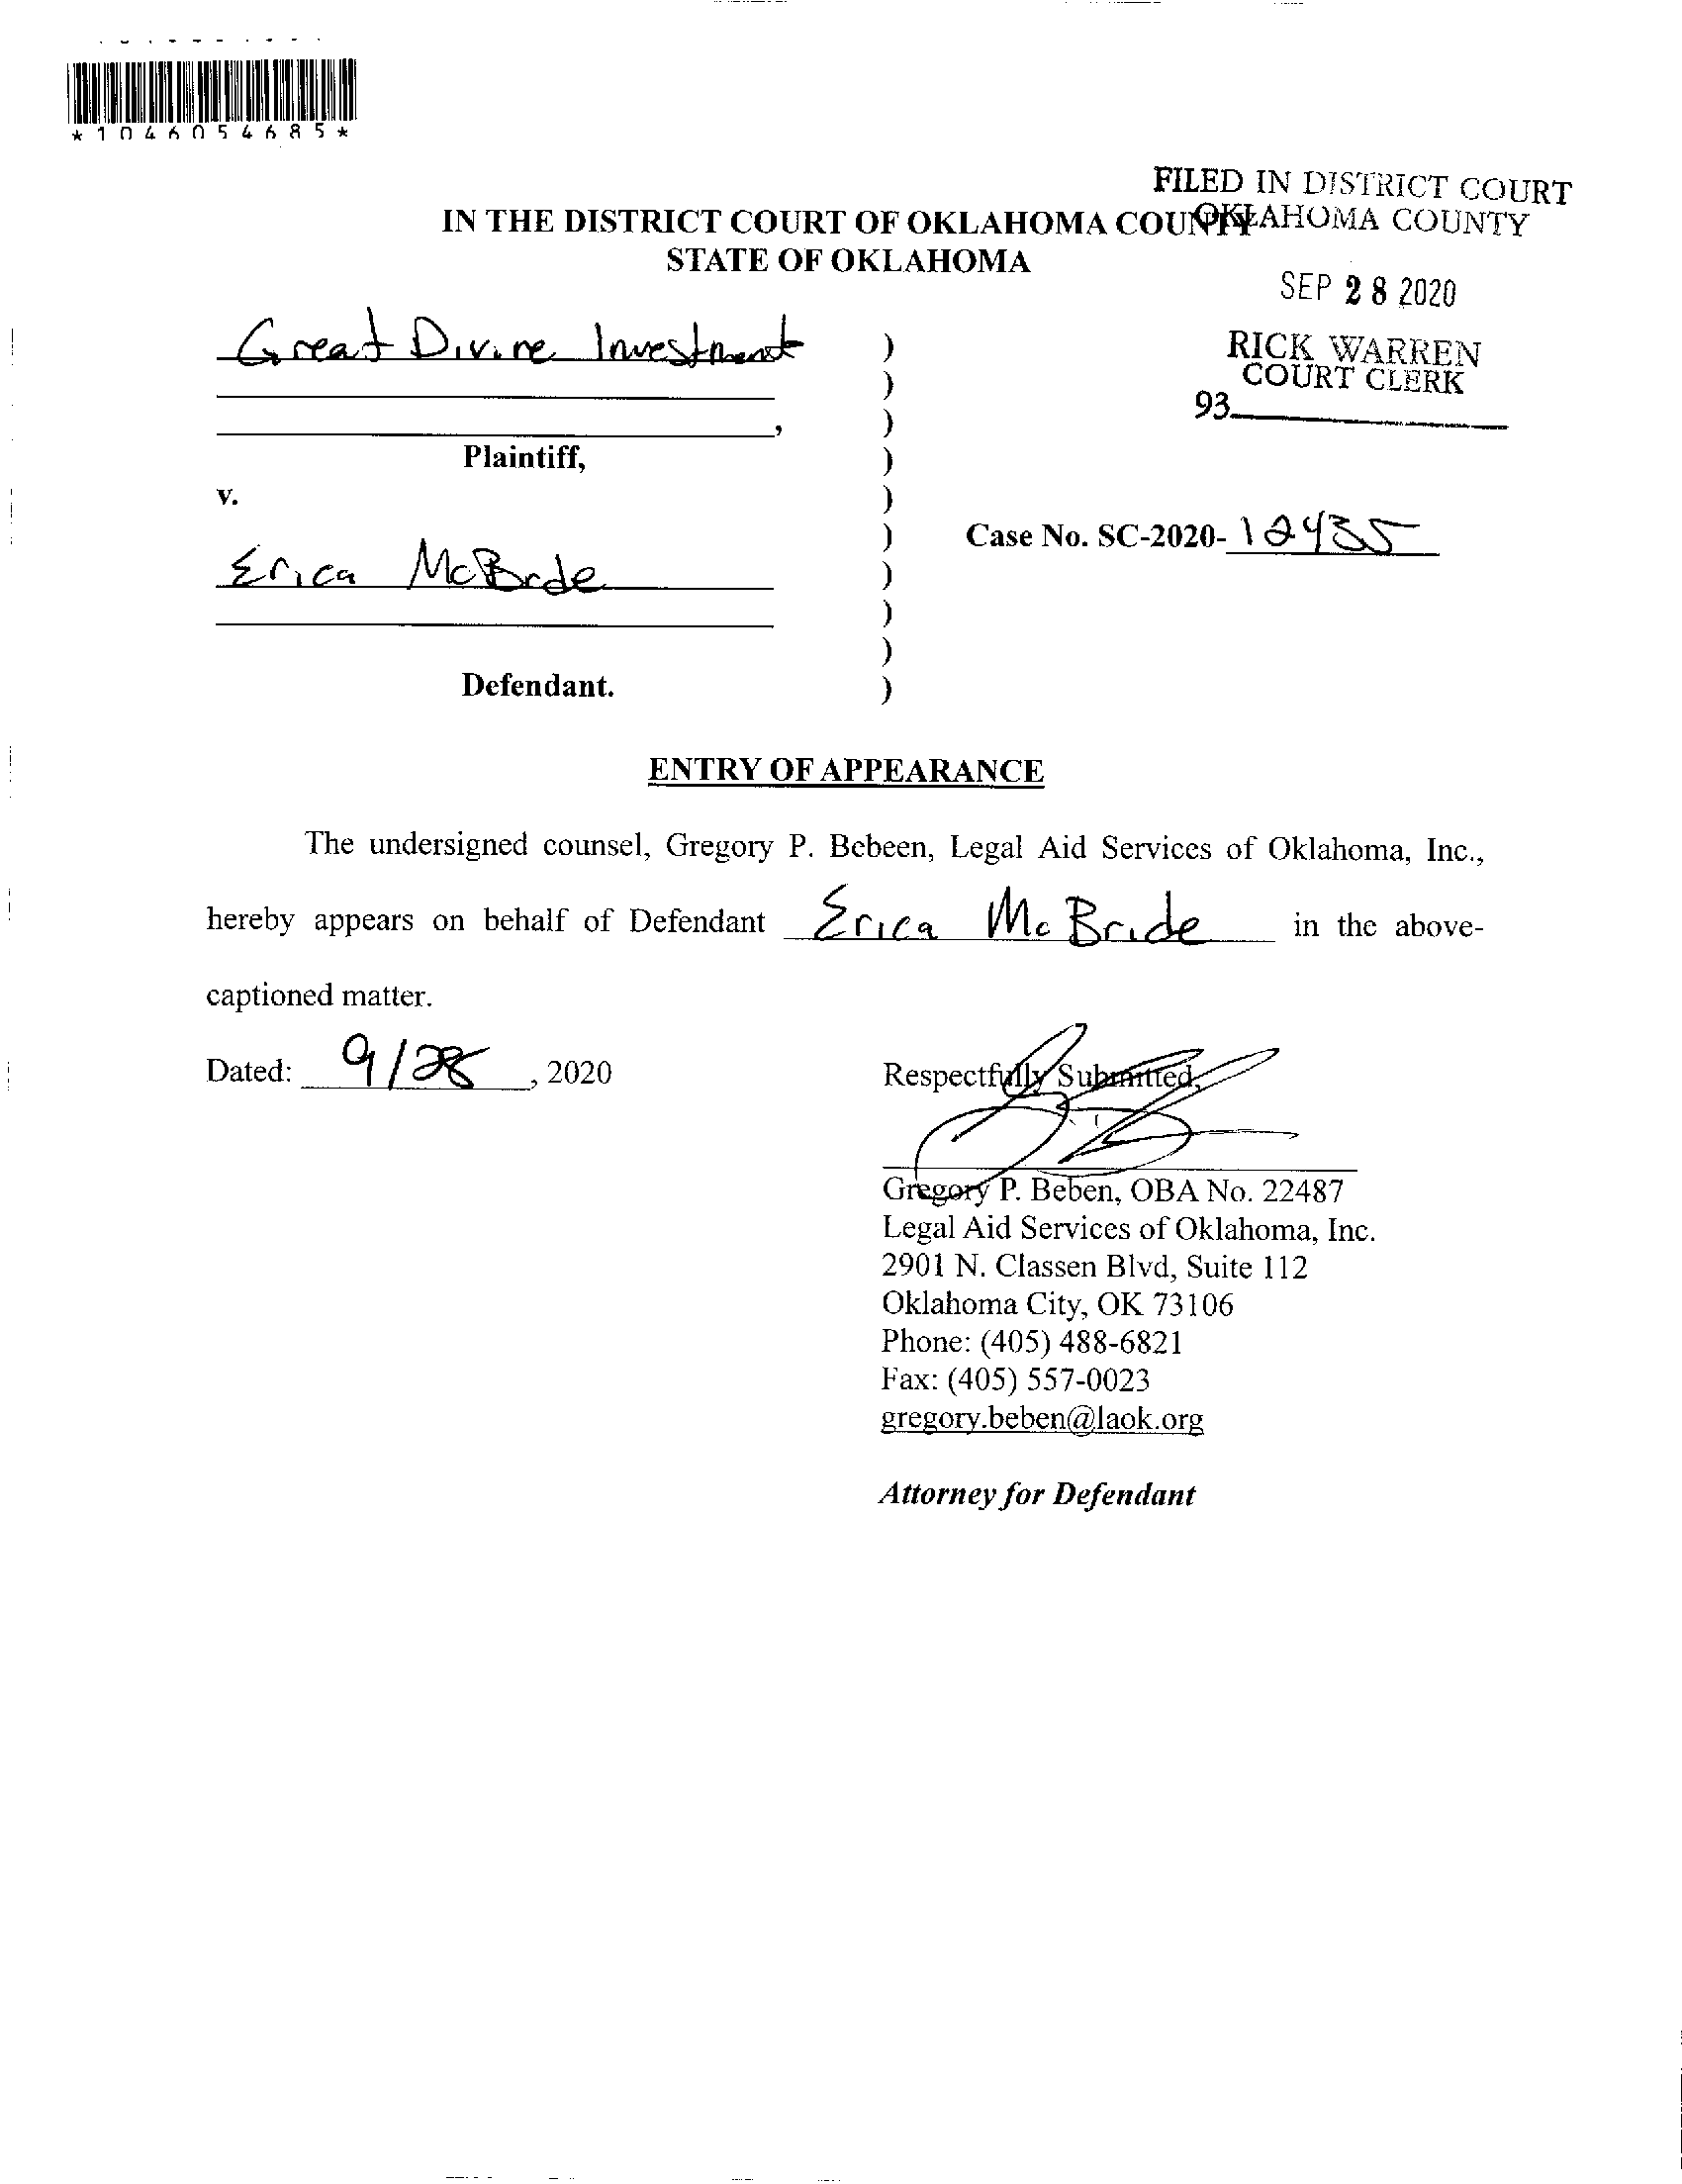 *1046054685*
FILED IN DISTRICT COURT
OKLAHOMA COUNTY
IN THE DISTRICT COURT OF OKLAHOMA COUNTY
STATE OF OKLAHOMA
SEP 28 2020
RICK WARREN
COURT CLERK
93
Great Divine Investment )
)
, )
Plaintiff, )
v. )
) Case No. SC-2020-12435
Erica McBrde )
)
)
Defendant. )
ENTRY OF APPEARANCE
The undersigned counsel, Gregory P. Bebeen, Legal Aid Services of Oklahoma, Inc.,
hereby appears on behalf of Defendant Erica McBride in the above-
captioned matter.
Dated: 9/28, 2020
Respectfully Submitted,
Gregory P. Beben, OBA No. 22487
Legal Aid Services of Oklahoma, Inc.
2901 N. Classen Blvd, Suite 112
Oklahoma City, OK 73106
Phone: (405) 488-6821
Fax: (405) 557-0023
gregory.beben@laok.org
Attorney for Defendant